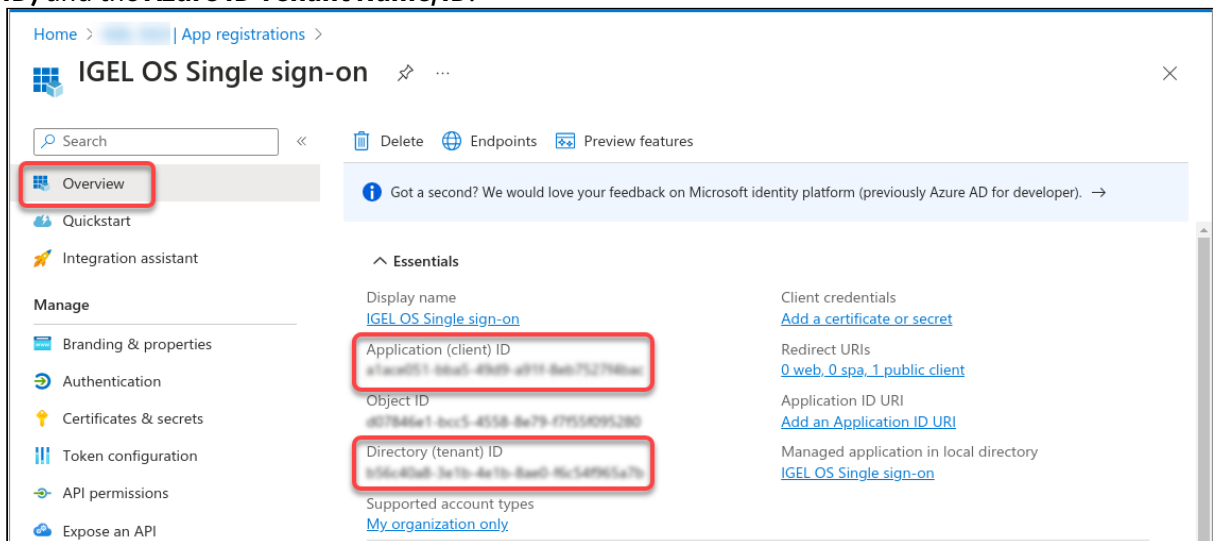 Home > | App registrations >
IGEL OS Single sign-on ...
Search «
Delete Endpoints Preview features
Overview
Got a second? We would love your feedback on Microsoft identity platform (previously Azure AD for developer). →
Quickstart
Integration assistant
Essentials
Manage
Display name
IGEL OS Single sign-on
Client credentials
Add a certificate or secret
Branding & properties
Application (client) ID
Redirect URIs
0 web, 0 spa, 1 public client
Authentication
Object ID
Application ID URI
Add an Application ID URI
Certificates & secrets
Directory (tenant) ID
Managed application in local directory
IGEL OS Single sign-on
Token configuration
API permissions
Supported account types
My organization only
Expose an API